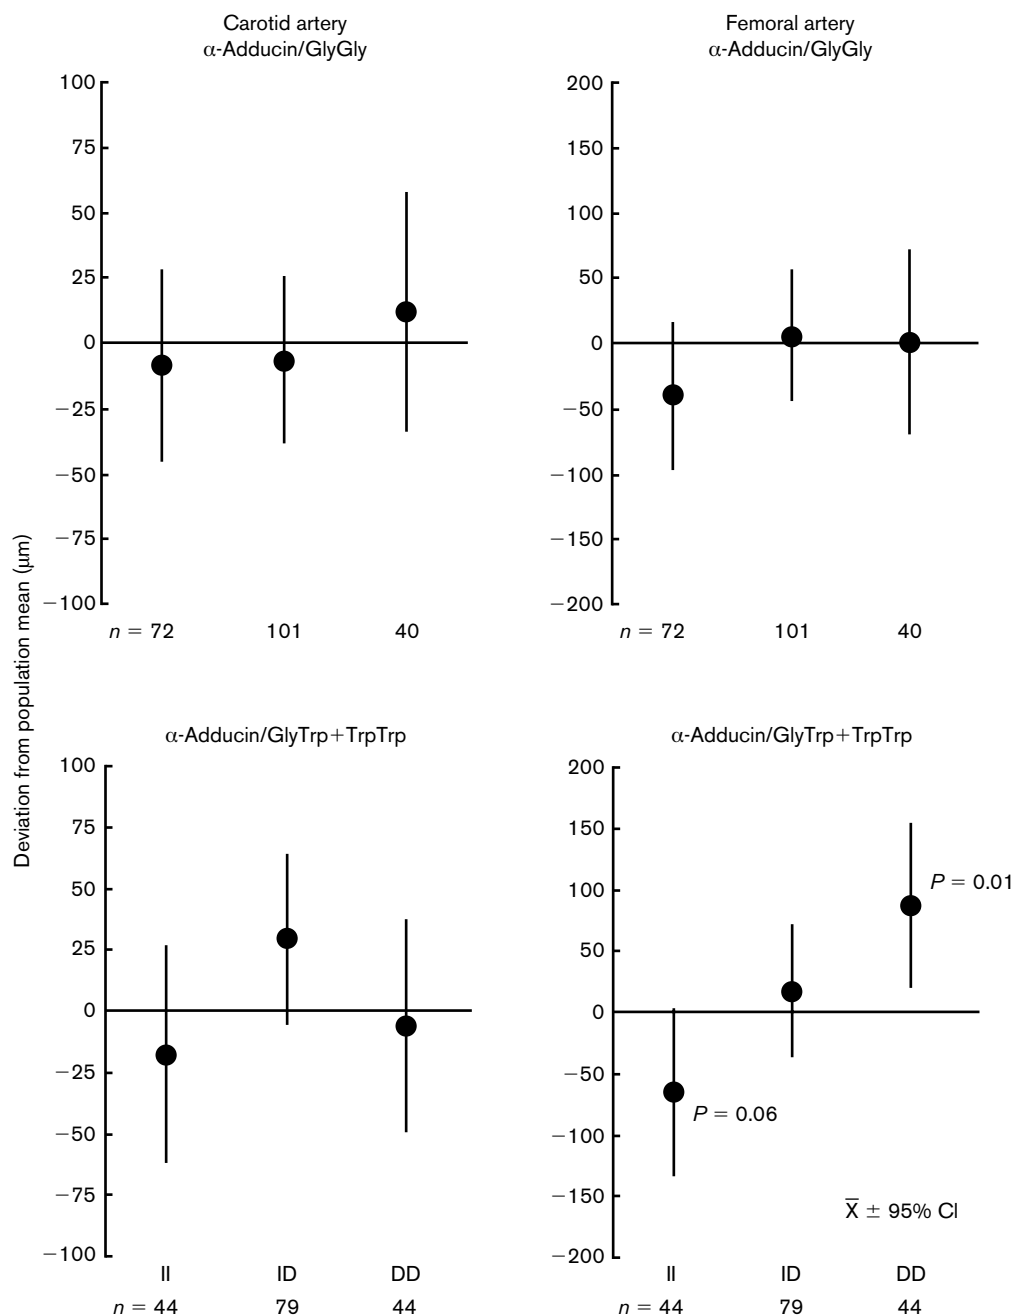 Carotid artery
α-Adducin/GlyGly
100
75
50
25
0
−25
−50
−75
−100
n = 72 101 40
Femoral artery
α-Adducin/GlyGly
200
150
100
50
0
−50
−100
−150
−200
n = 72 101 40
Deviation from population mean (μm)
α-Adducin/GlyTrp+TrpTrp
100
75
50
25
0
−25
−50
−75
−100
II ID DD
n = 44 79 44
α-Adducin/GlyTrp+TrpTrp
200
150
100
50
0
−50
−100
−150
−200
P = 0.01
P = 0.06
X̅ ± 95% CI
II ID DD
n = 44 79 44